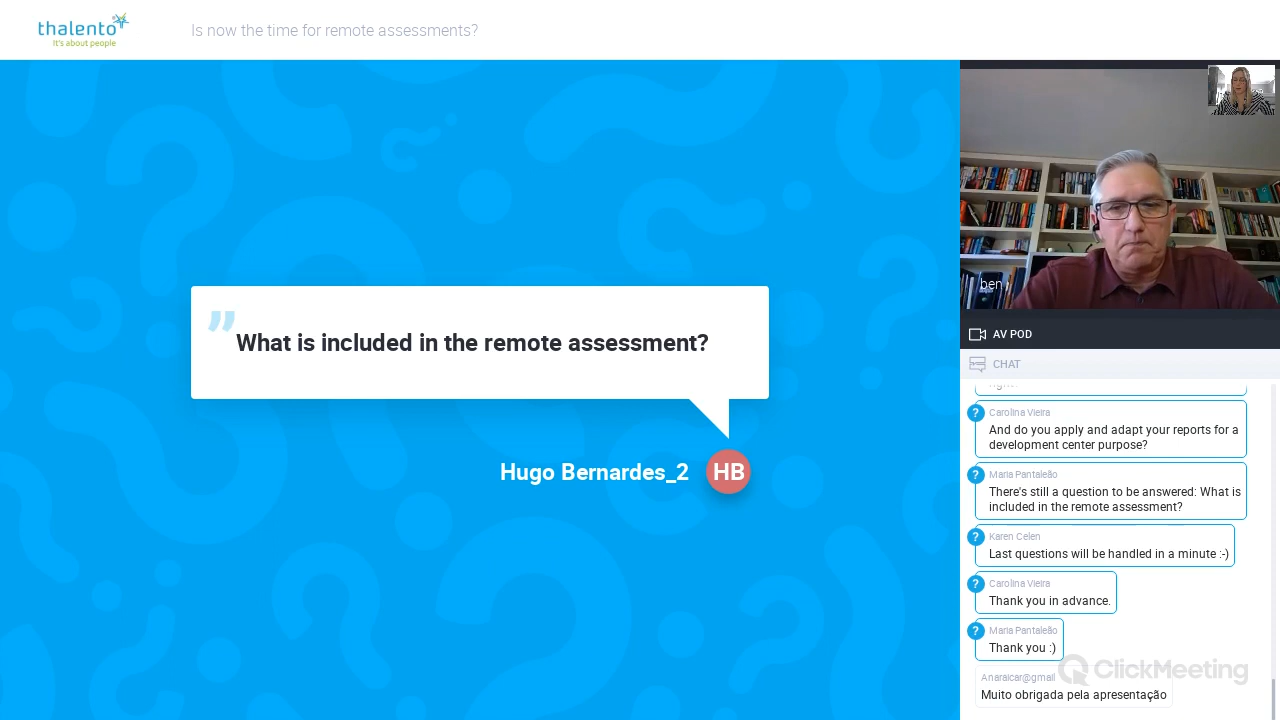 thalento
It's about people
Is now the time for remote assessments?
What is included in the remote assessment?
Hugo Bernardes_2
HB
ben
AV POD
CHAT
Carolina Vieira
And do you apply and adapt your reports for a
development center purpose?
Maria Pantaleão
There's still a question to be answered: What is
included in the remote assessment?
Karen Celen
Last questions will be handled in a minute :-)
Carolina Vieira
Thank you in advance.
Maria Pantaleão
Thank you :)
ClickMeeting
Anaralcar@gmail
Muito obrigada pela apresentação